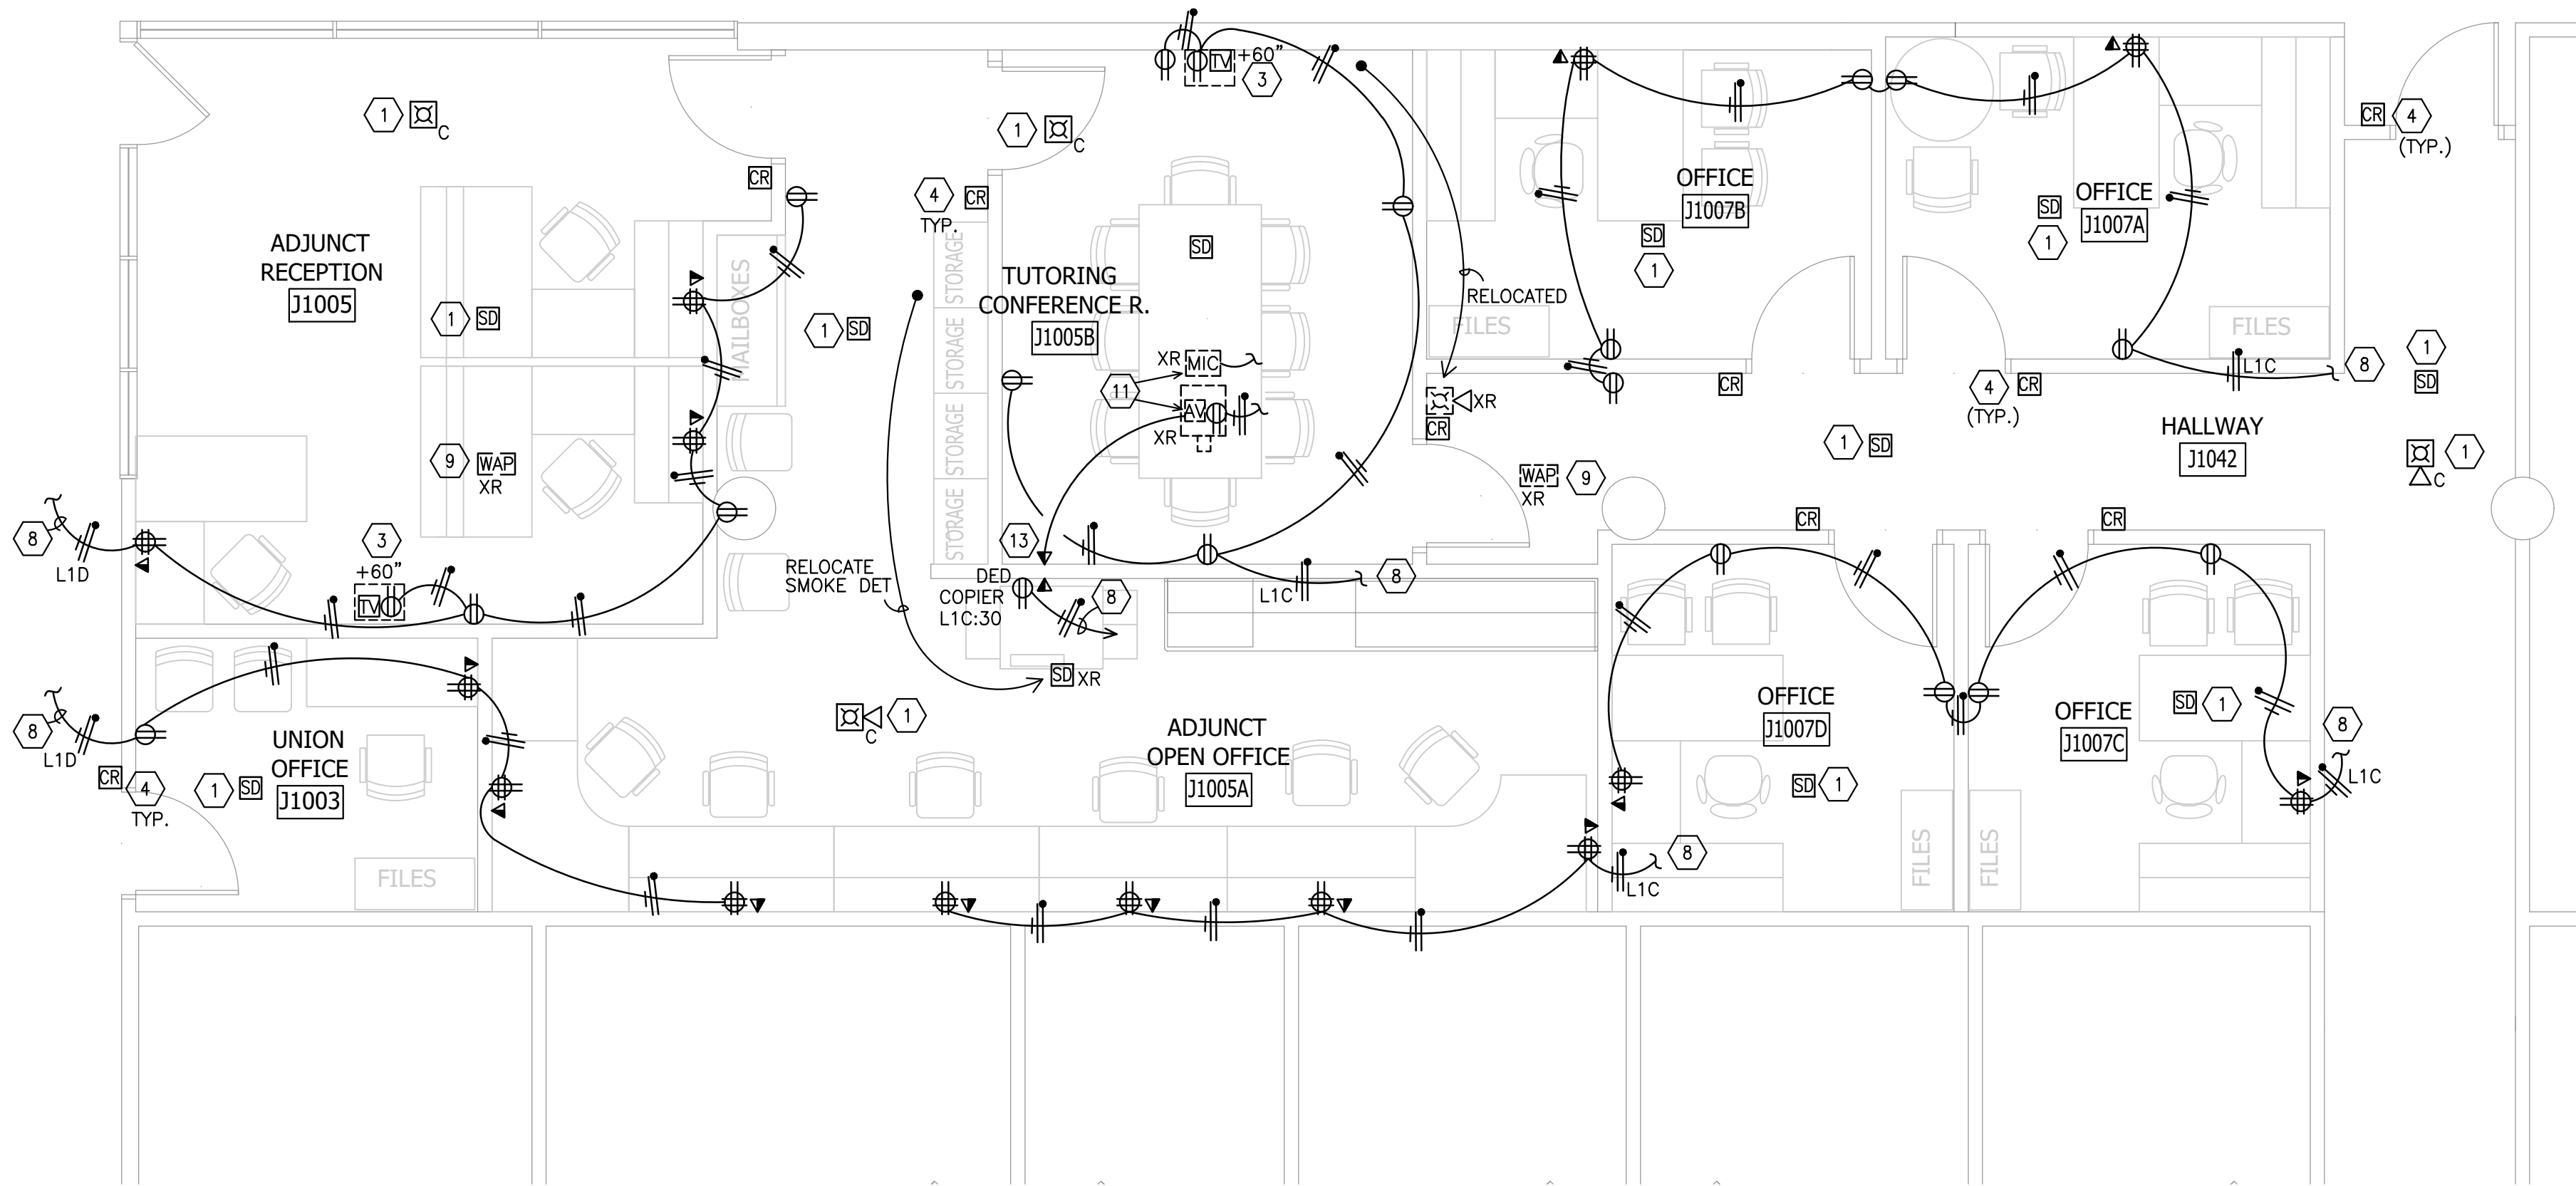 TV
+60"
3
1
C
1
C
CR
4
(TYP.)
CR
4
CR
TYP.
OFFICE
J1007B
OFFICE
J1007A
SD
SD
1
1
SD
ADJUNCT
RECEPTION
J1005
STORAGE
STORAGE
STORAGE
STORAGE
MAILBOXES
TUTORING
CONFERENCE R.
J1005B
RELOCATED
FILES
FILES
1
SD
1
SD
XR
MIC
11
AV
XR
L1C
8
1
SD
XR
CR
CR
4
CR
(TYP.)
HALLWAY
J1042
1
SD
1
C
9
WAP
XR
WAP
9
XR
8
L1D
3
+60"
TV
13
CR
CR
RELOCATE
SMOKE DET
DED
COPIER
L1C:30
8
L1C
8
SD
XR
8
L1D
UNION
OFFICE
J1003
CR
4
TYP.
1
SD
FILES
1
C
ADJUNCT
OPEN OFFICE
J1005A
OFFICE
J1007D
SD
1
OFFICE
J1007C
SD
1
8
L1C
FILES
FILES
8
L1C